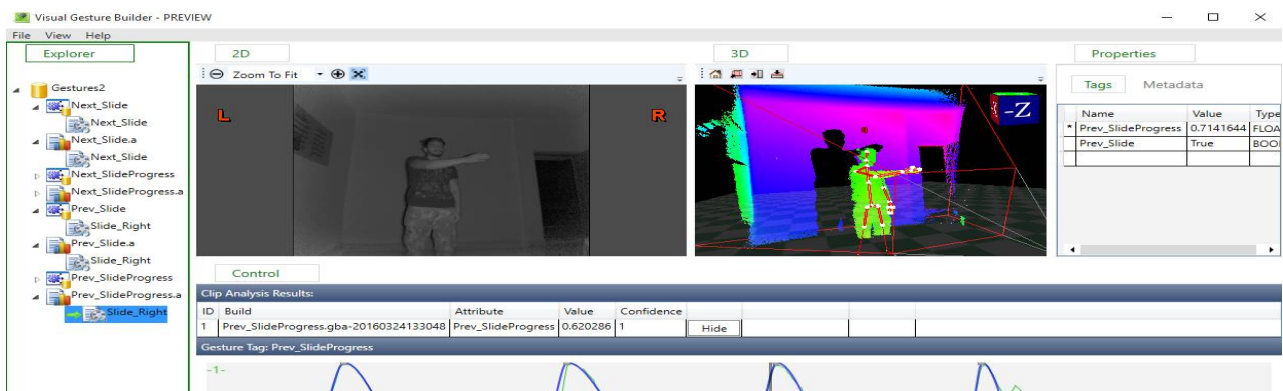 Visual Gesture Builder - PREVIEW
File View Help
Explorer
2D
3D
Properties
Zoom To Fit
Gestures2
Next_Slide
Next_Slide
Next_Slide.a
Next_Slide
Next_SlideProgress
Next_SlideProgress.a
Prev_Slide
Slide_Right
Prev_Slide.a
Slide_Right
Prev_SlideProgress
Prev_SlideProgress.a
Slide_Right
L
R
-Z
Tags Metadata
Name Value Type
* Prev_SlideProgress 0.7141644 FLOA
Prev_Slide True BOOI
Control
Clip Analysis Results:
ID Build Attribute Value Confidence
1 Prev_SlideProgress.gba-20160324133048 Prev_SlideProgress 0.620286 1 Hide
Gesture Tag: Prev_SlideProgress
-1-